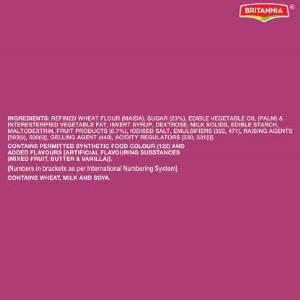 BRITANNIA
INGREDIENTS: REFINED WHEAT FLOUR (MAIDA), SUGAR (23%), EDIBLE VEGETABLE OIL (PALM) &
INTERESTERIFIED VEGETABLE FAT, INVERT SYRUP, DEXTROSE, MILK SOLIDS, EDIBLE STARCH,
MALTODEXTRIN, FRUIT PRODUCTS (0.7%), IODISED SALT, EMULSIFIERS (322, 471), RAISING AGENTS
[503(ii), 500(ii)], GELLING AGENT (440), ACIDITY REGULATORS [330, 331(i)].
CONTAINS PERMITTED SYNTHETIC FOOD COLOUR (122) AND
ADDED FLAVOURS [ARTIFICIAL FLAVOURING SUBSTANCES
(MIXED FRUIT, BUTTER & VANILLA)].
(Numbers in brackets as per International Numbering System)
CONTAINS WHEAT, MILK AND SOYA.